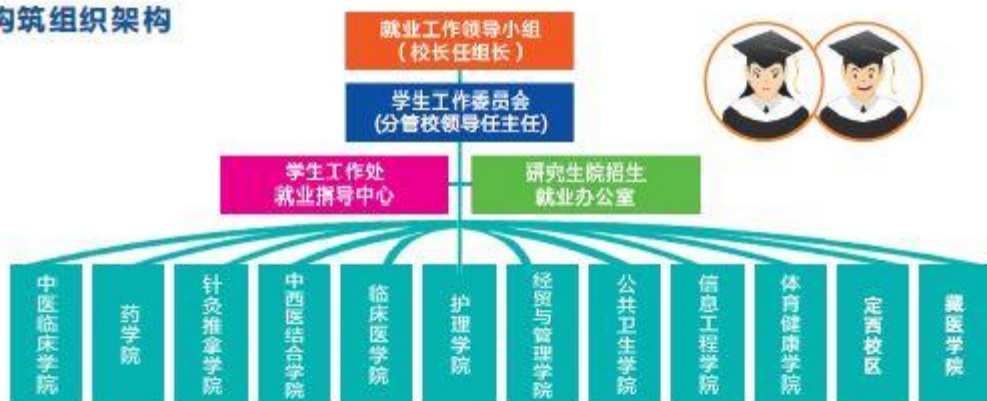 构筑组织架构
就业工作领导小组
(校长任组长)
学生工作委员会
(分管校领导任主任)
学生工作处
就业指导中心
研究生院招生
就业办公室
中医临床学院
药学院
针灸推拿学院
中西医结合学院
临床医学院
护理学院
经贸与管理学院
公共卫生学院
信息工程学院
体育健康学院
定西校区
藏医学院